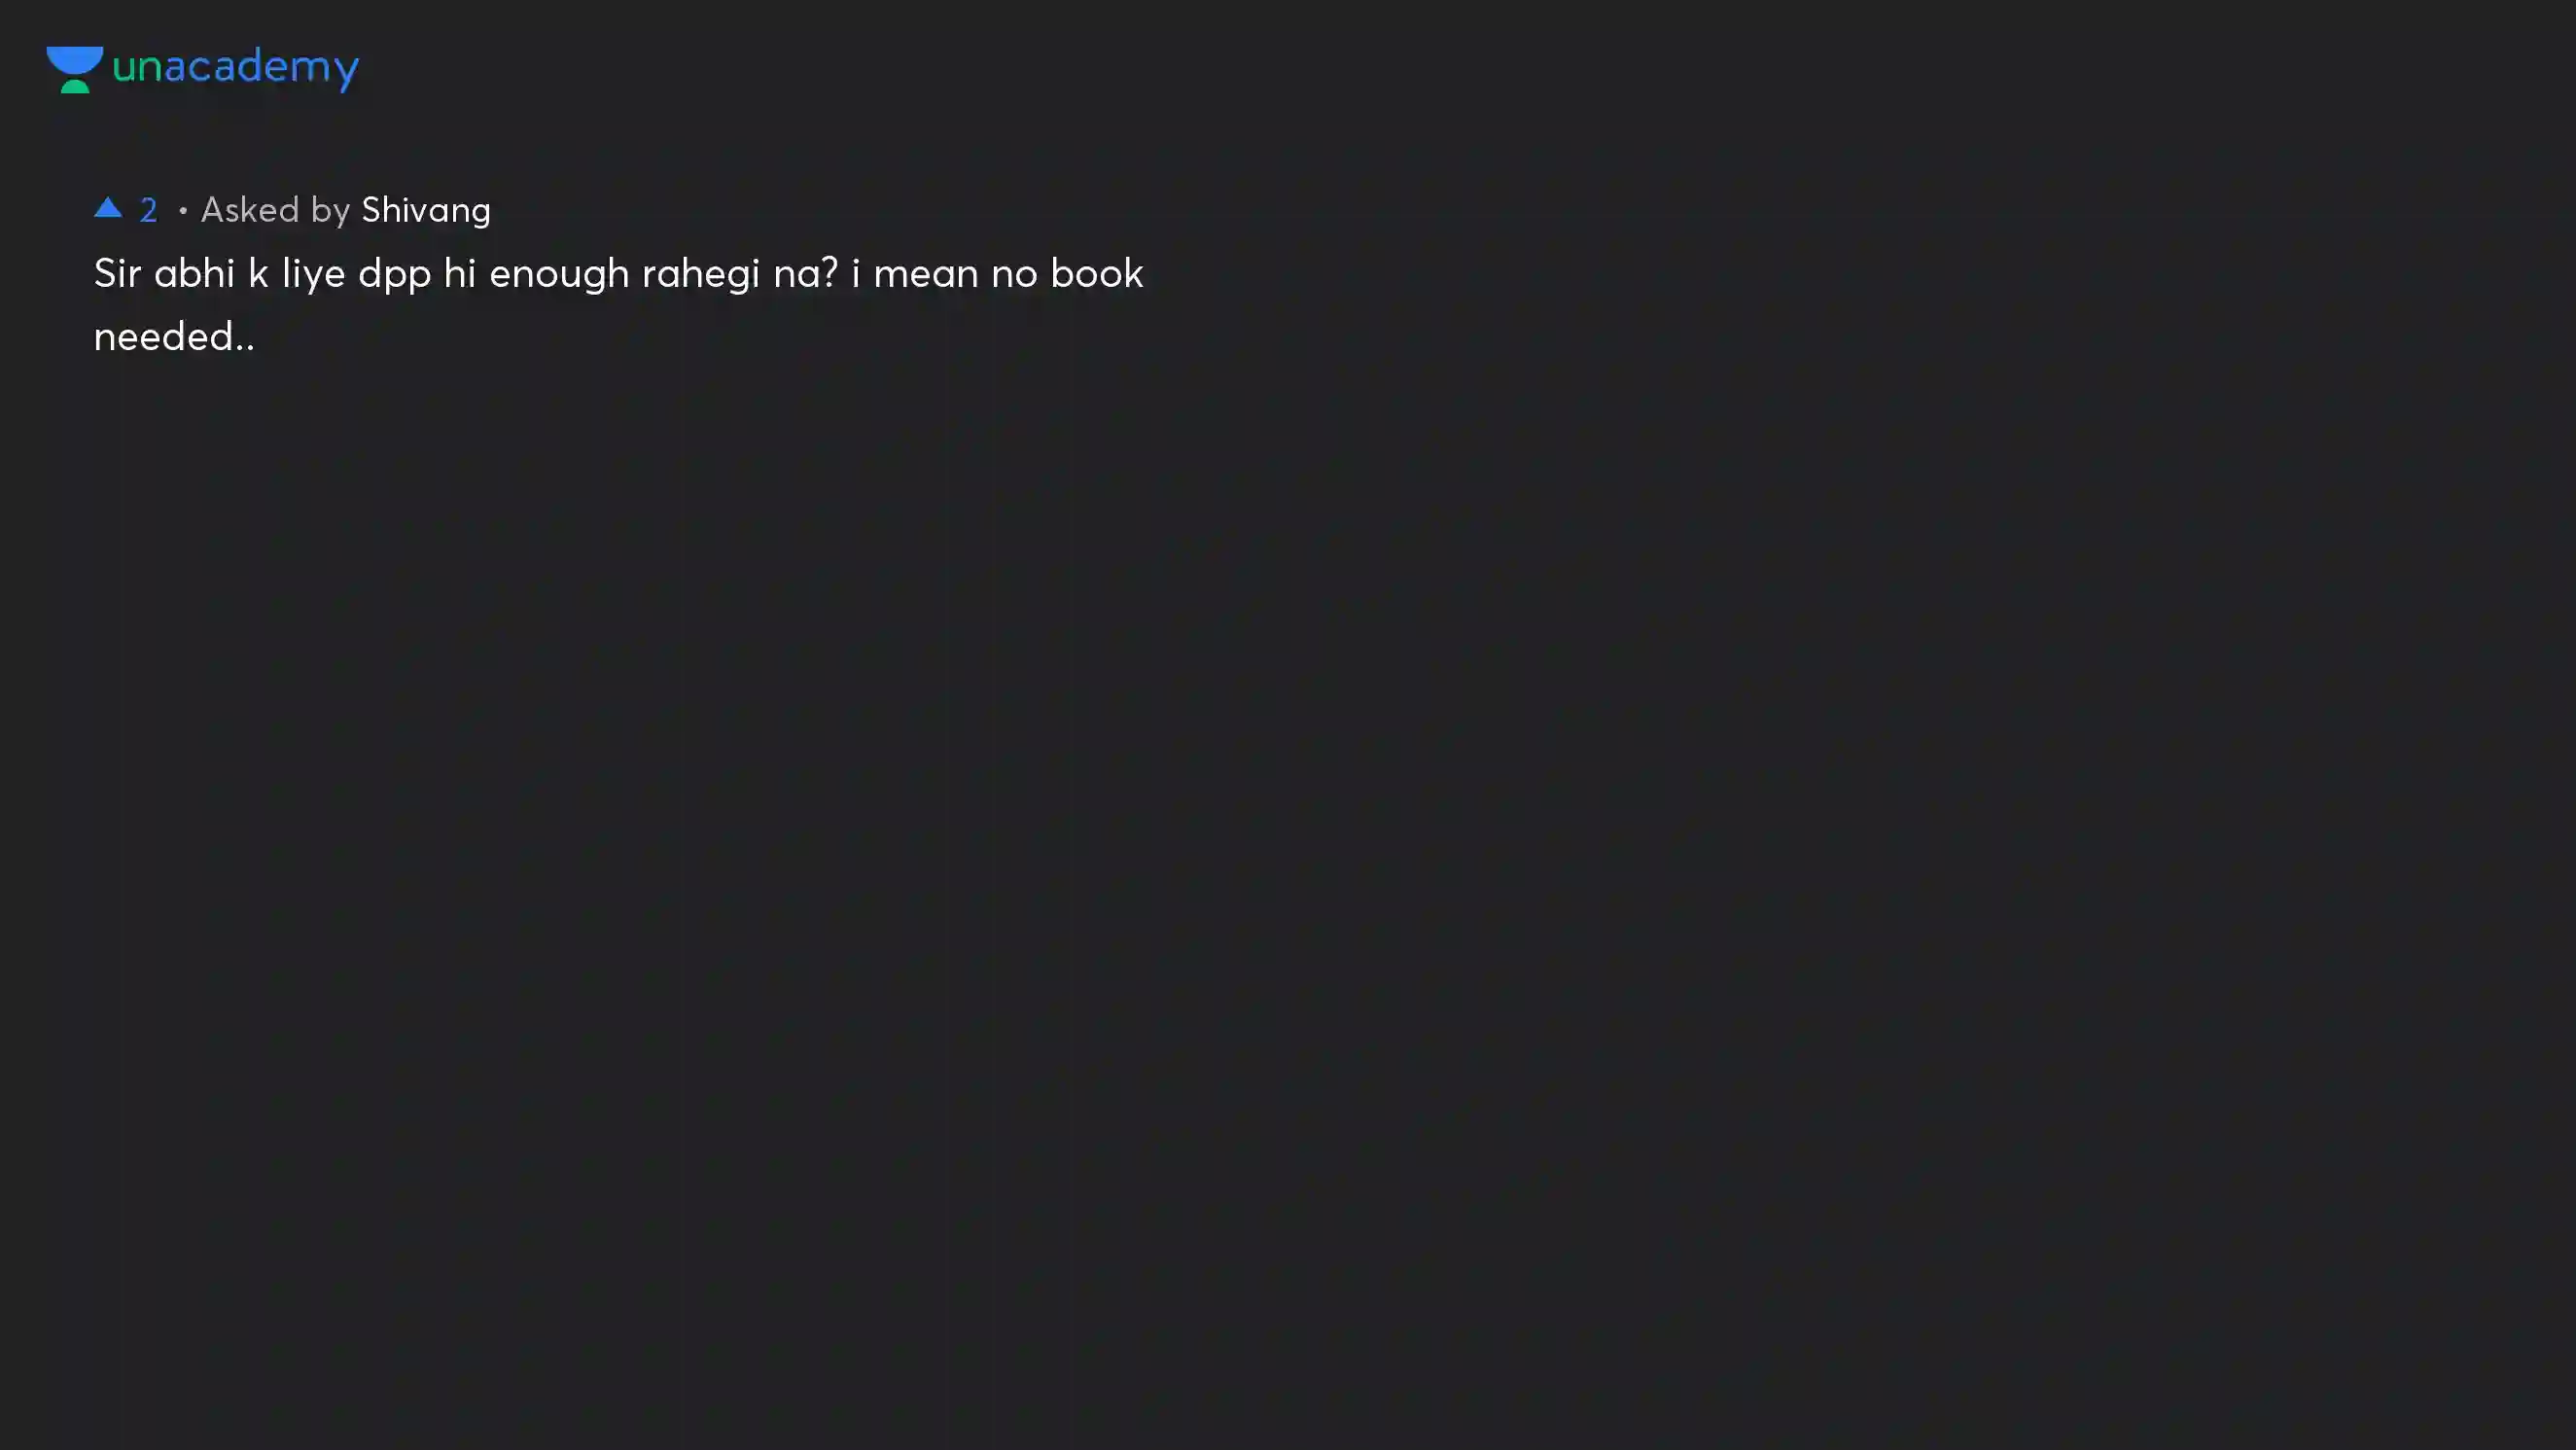 unacademy
▲ 2 • Asked by Shivang
Sir abhi k liye dpp hi enough rahegi na? i mean no book
needed..